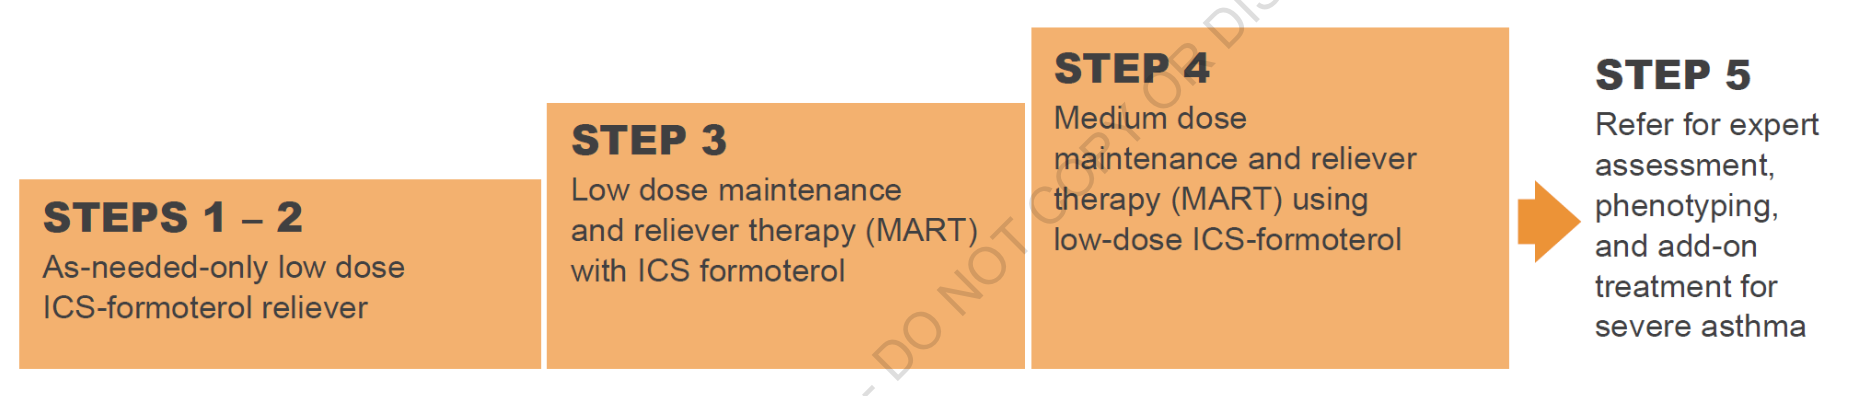 STEPS 1 – 2
As-needed-only low dose
ICS-formoterol reliever
STEP 3
Low dose maintenance
and reliever therapy (MART)
with ICS formoterol
STEP 4
Medium dose
maintenance and reliever
therapy (MART) using
low-dose ICS-formoterol
STEP 5
Refer for expert
assessment,
phenotyping,
and add-on
treatment for
severe asthma
- DO NOT COPY OR